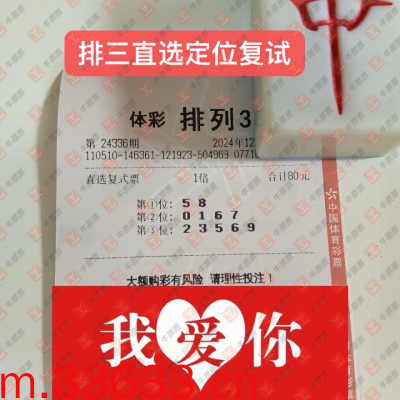 排三直选定位复试
体彩 排列3
第 24336期 2024年12
110510-146361-121923-504969 0771
直选复式票 1倍 合计80元
第①位: 5 8
第②位: 0 1 6 7
第③位: 2 3 5 6 9
大额购彩有风险 请理性投注!
中国体育彩票
我爱你